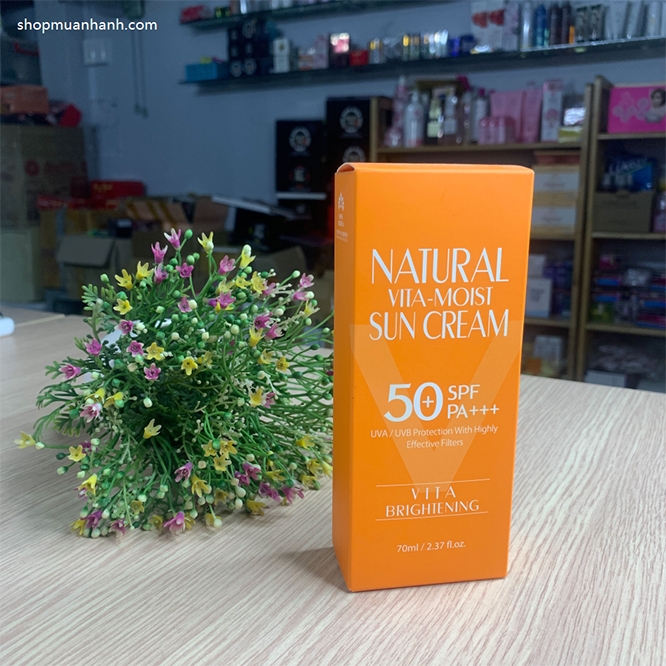 shopmuanhanh.com
NATURAL
VITA-MOIST
SUN CREAM
50+ SPF
PA+++
UVA / UVB Protection With Highly
Effective Filters
VITA
BRIGHTENING
70ml / 2.37 fl.oz.